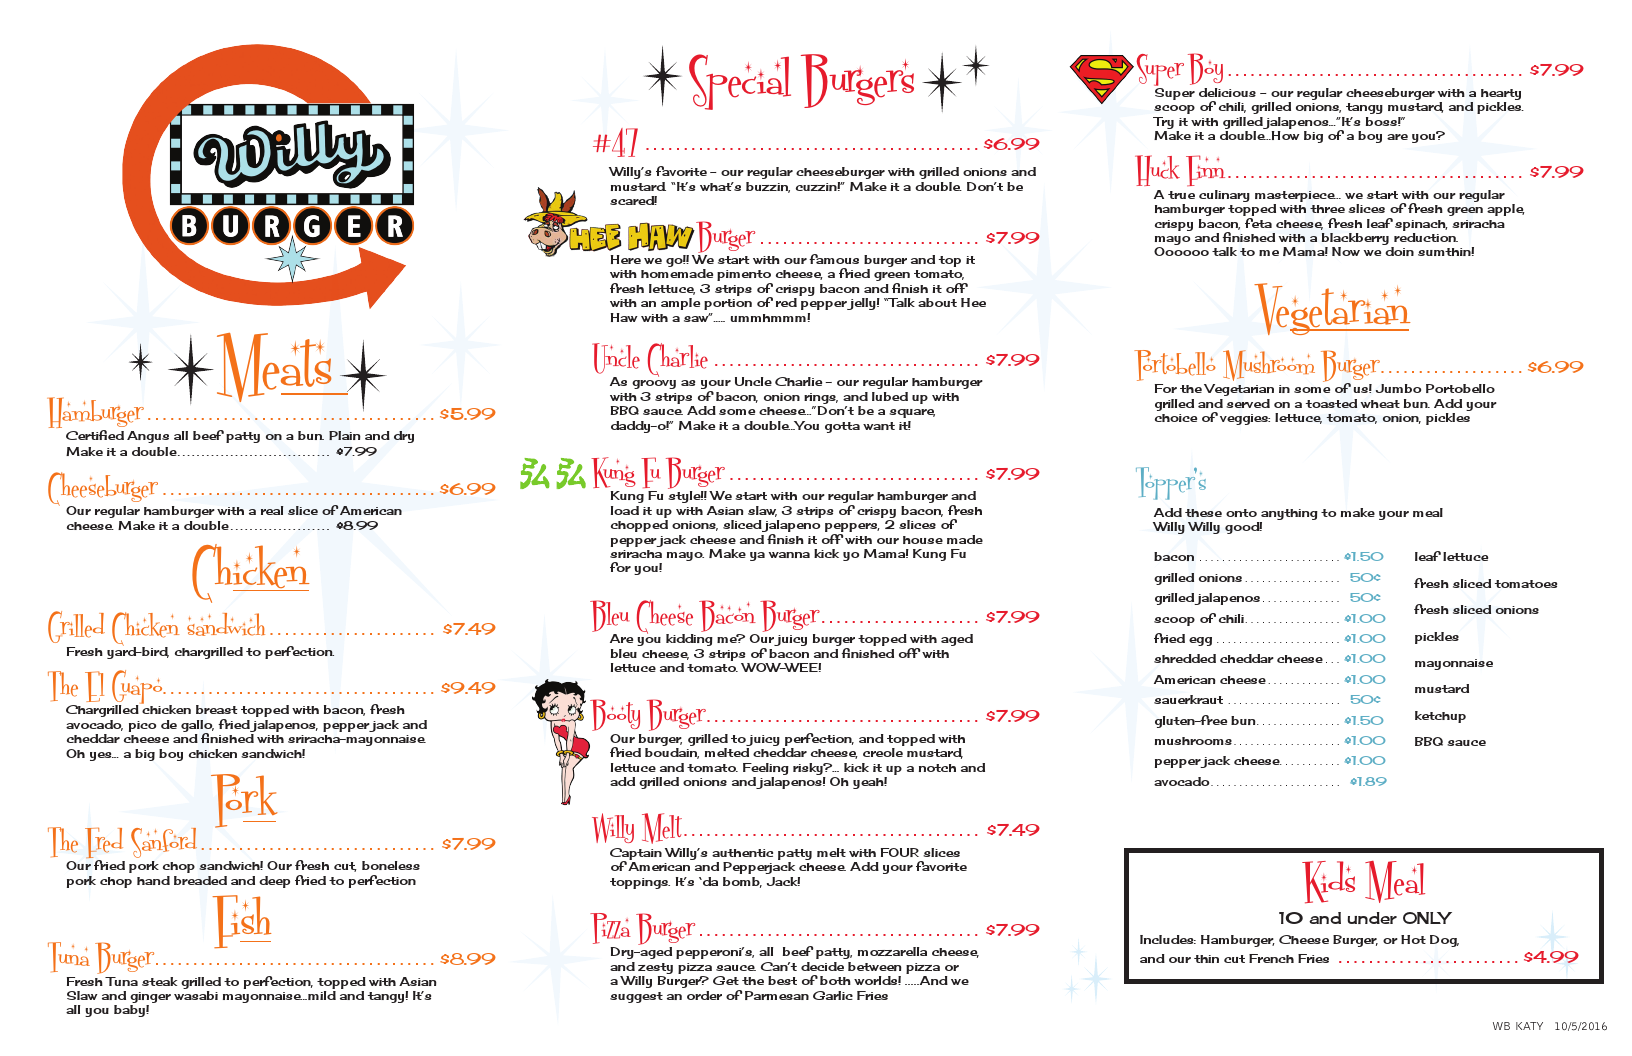 Willy
BURGER
Meats
Hamburger $5.99
Certified Angus all beef patty on a bun. Plain and dry
Make it a double $7.99
Cheeseburger $6.99
Our regular hamburger with a real slice of American
cheese. Make it a double $8.99
Chicken
Grilled Chicken sandwich $7.49
Fresh yard-bird, chargrilled to perfection.
The El Guapo $9.49
Chargrilled chicken breast topped with bacon, fresh
avocado, pico de gallo, fried jalapenos, pepper jack and
cheddar cheese and finished with sriracha-mayonnaise.
Oh yes... a big boy chicken sandwich!
Pork
The Fred Sanford $7.99
Our fried pork chop sandwich! Our fresh cut, boneless
pork chop hand breaded and deep fried to perfection
Fish
Tuna Burger $8.99
Fresh Tuna steak grilled to perfection, topped with Asian
Slaw and ginger wasabi mayonnaise...mild and tangy! It's
all you baby!
Special Burgers
#47 $6.99
Willy's favorite - our regular cheeseburger with grilled onions and
mustard. "It's what's buzzin, cuzzin!" Make it a double. Don't be
scared!
HEE HAW Burger $7.99
Here we go!! We start with our famous burger and top it
with homemade pimento cheese, a fried green tomato,
fresh lettuce, 3 strips of crispy bacon and finish it off
with an ample portion of red pepper jelly! "Talk about Hee
Haw with a saw"..... ummhmmm!
Uncle Charlie $7.99
As groovy as your Uncle Charlie - our regular hamburger
with 3 strips of bacon, onion rings, and lubed up with
BBQ sauce. Add some cheese..."Don't be a square,
daddy-o!" Make it a double...You gotta want it!
弘 弘 Kung Fu Burger $7.99
Kung Fu style!! We start with our regular hamburger and
load it up with Asian slaw, 3 strips of crispy bacon, fresh
chopped onions, sliced jalapeno peppers, 2 slices of
pepper jack cheese and finish it off with our house made
sriracha mayo. Make ya wanna kick yo Mama! Kung Fu
for you!
Bleu Cheese Bacon Burger $7.99
Are you kidding me? Our juicy burger topped with aged
bleu cheese, 3 strips of bacon and finished off with
lettuce and tomato. WOW-WEE!
Booty Burger $7.99
Our burger, grilled to juicy perfection, and topped with
fried boudain, melted cheddar cheese, creole mustard,
lettuce and tomato. Feeling risky?... kick it up a notch and
add grilled onions and jalapenos! Oh yeah!
Willy Melt $7.49
Captain Willy's authentic patty melt with FOUR slices
of American and Pepperjack cheese. Add your favorite
toppings. It's 'da bomb, Jack!
Pizza Burger $7.99
Dry-aged pepperoni's, all beef patty, mozzarella cheese,
and zesty pizza sauce. Can't decide between pizza or
a Willy Burger? Get the best of both worlds! .....And we
suggest an order of Parmesan Garlic Fries
S
Super Boy $7.99
Super delicious - our regular cheeseburger with a hearty
scoop of chili, grilled onions, tangy mustard, and pickles.
Try it with grilled jalapenos..."It's boss!"
Make it a double...How big of a boy are you?
Huck Finn $7.99
A true culinary masterpiece... we start with our regular
hamburger topped with three slices of fresh green apple,
crispy bacon, feta cheese, fresh leaf spinach, sriracha
mayo and finished with a blackberry reduction.
Oooooo talk to me Mama! Now we doin sumthin!
Vegetarian
Portobello Mushroom Burger $6.99
For the Vegetarian in some of us! Jumbo Portobello
grilled and served on a toasted wheat bun. Add your
choice of veggies: lettuce, tomato, onion, pickles
Topper's
Add these onto anything to make your meal
Willy Willy good!
bacon $1.50
grilled onions 50¢
grilled jalapenos 50¢
scoop of chili $1.00
fried egg $1.00
shredded cheddar cheese $1.00
American cheese $1.00
sauerkraut 50¢
gluten-free bun $1.50
mushrooms $1.00
pepper jack cheese $1.00
avocado $1.89
leaf lettuce
fresh sliced tomatoes
fresh sliced onions
pickles
mayonnaise
mustard
ketchup
BBQ sauce
Kids Meal
10 and under ONLY
Includes: Hamburger, Cheese Burger, or Hot Dog,
and our thin cut French Fries $4.99
WB KATY 10/5/2016